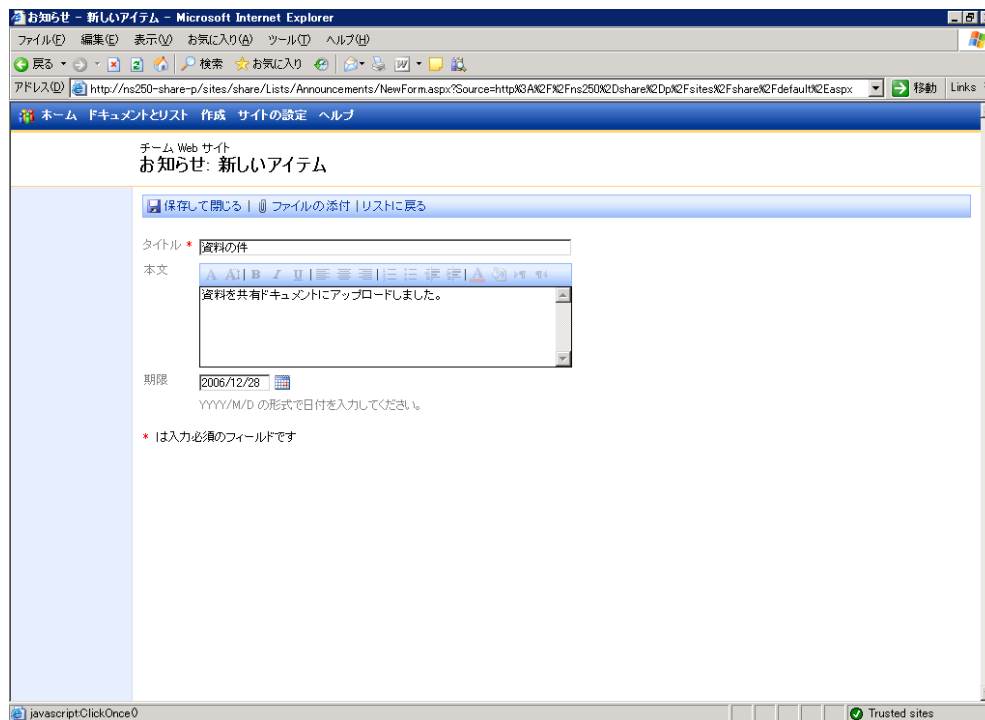 お知らせ - 新しいアイテム - Microsoft Internet Explorer
ファイル(F) 編集(E) 表示(V) お気に入り(A) ツール(T) ヘルプ(H)
戻る 検索 お気に入り
アドレス(D) http://ns250-share-p/sites/share/Lists/Announcements/NewForm.aspx?Source=http%3A%2F%2Fns250%2Dshare%2Dp%2Fsites%2Fshare%2Fdefault%2Easpx 移動 Links
ホーム ドキュメントとリスト 作成 サイトの設定 ヘルプ
チーム Web サイト
お知らせ: 新しいアイテム
保存して閉じる | ファイルの添付 | リストに戻る
タイトル * 資料の件
本文
A A | B I U | A
資料を共有ドキュメントにアップロードしました。
期限 2006/12/28
YYYY/M/D の形式で日付を入力してください。
* は入力必須のフィールドです
javascript:ClickOnce() Trusted sites